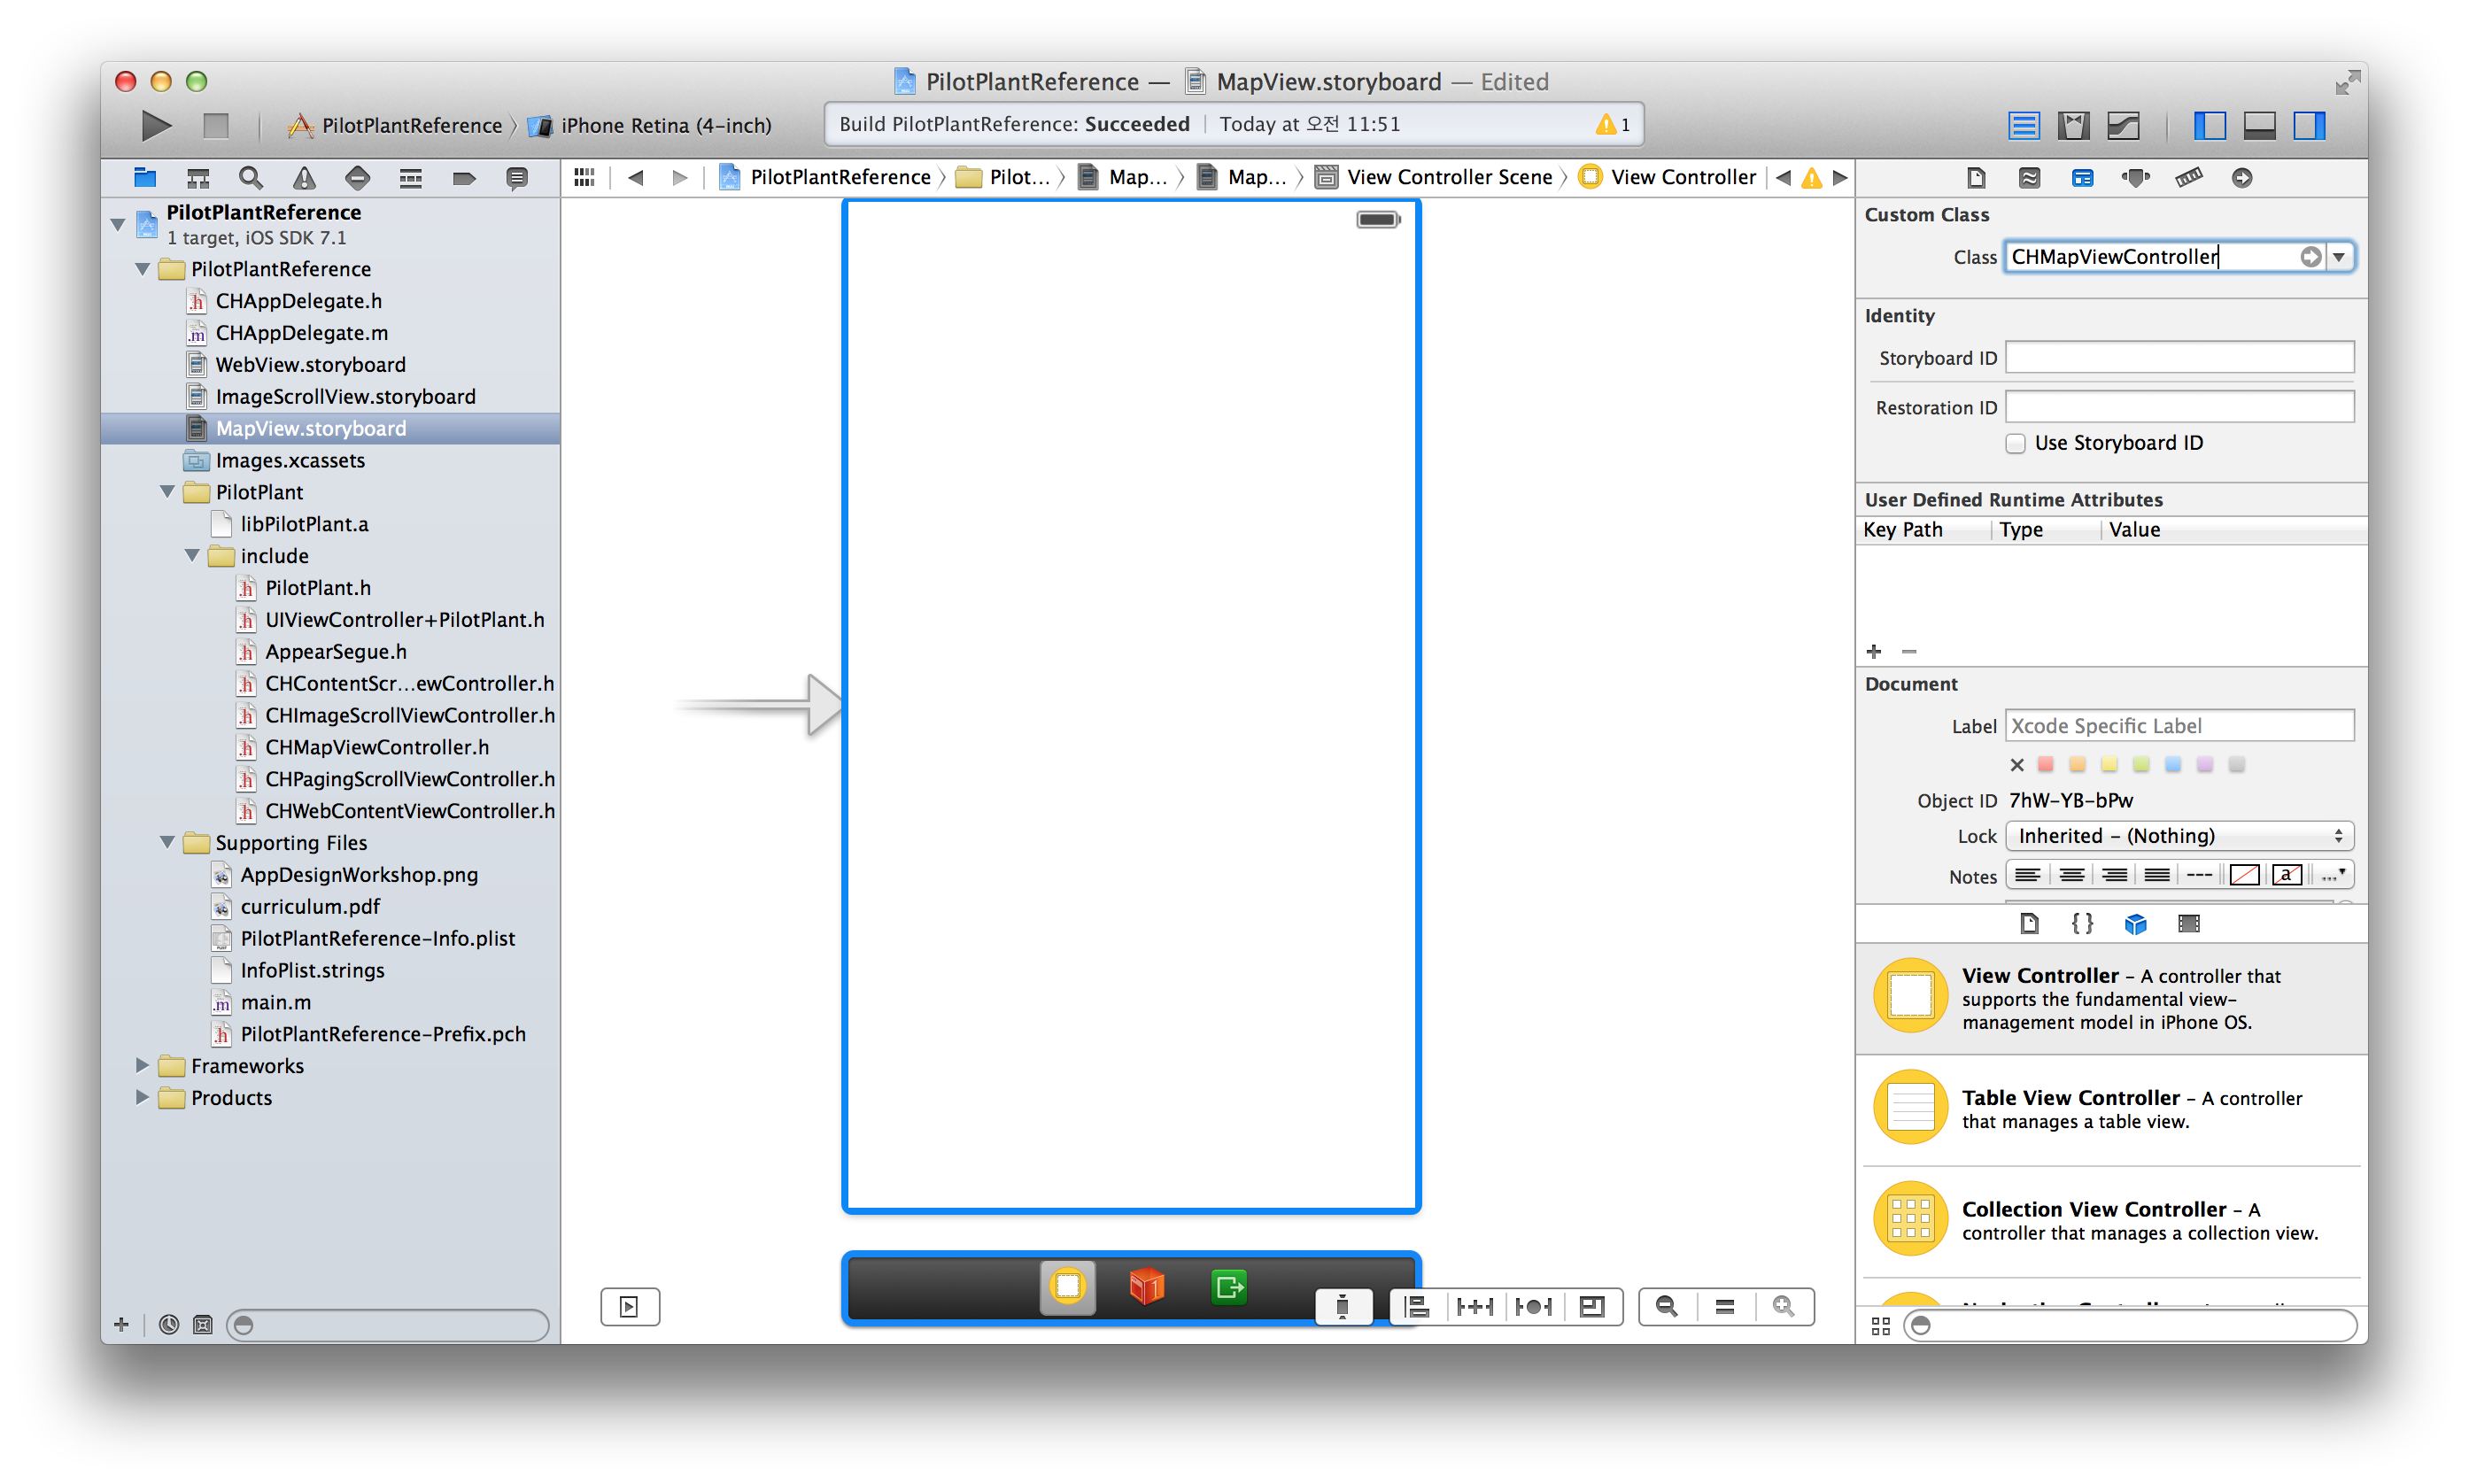 PilotPlantReference — MapView.storyboard — Edited
PilotPlantReference iPhone Retina (4-inch)
Build PilotPlantReference: Succeeded Today at 오전 11:51
1
PilotPlantReference Pilot... Map... Map... View Controller Scene View Controller
PilotPlantReference
1 target, iOS SDK 7.1
PilotPlantReference
CHAppDelegate.h
CHAppDelegate.m
WebView.storyboard
ImageScrollView.storyboard
MapView.storyboard
Images.xcassets
PilotPlant
libPilotPlant.a
include
PilotPlant.h
UIViewController+PilotPlant.h
AppearSegue.h
CHContentScr...ewController.h
CHImageScrollViewController.h
CHMapViewController.h
CHPagingScrollViewController.h
CHWebContentViewController.h
Supporting Files
AppDesignWorkshop.png
curriculum.pdf
PilotPlantReference-Info.plist
InfoPlist.strings
main.m
PilotPlantReference-Prefix.pch
Frameworks
Products
Custom Class
Class CHMapViewController
Identity
Storyboard ID
Restoration ID
Use Storyboard ID
User Defined Runtime Attributes
Key Path Type Value
Document
Label Xcode Specific Label
Object ID 7hW-YB-bPw
Lock Inherited - (Nothing)
Notes
View Controller - A controller that
supports the fundamental view-
management model in iPhone OS.
Table View Controller - A controller
that manages a table view.
Collection View Controller - A
controller that manages a collection view.